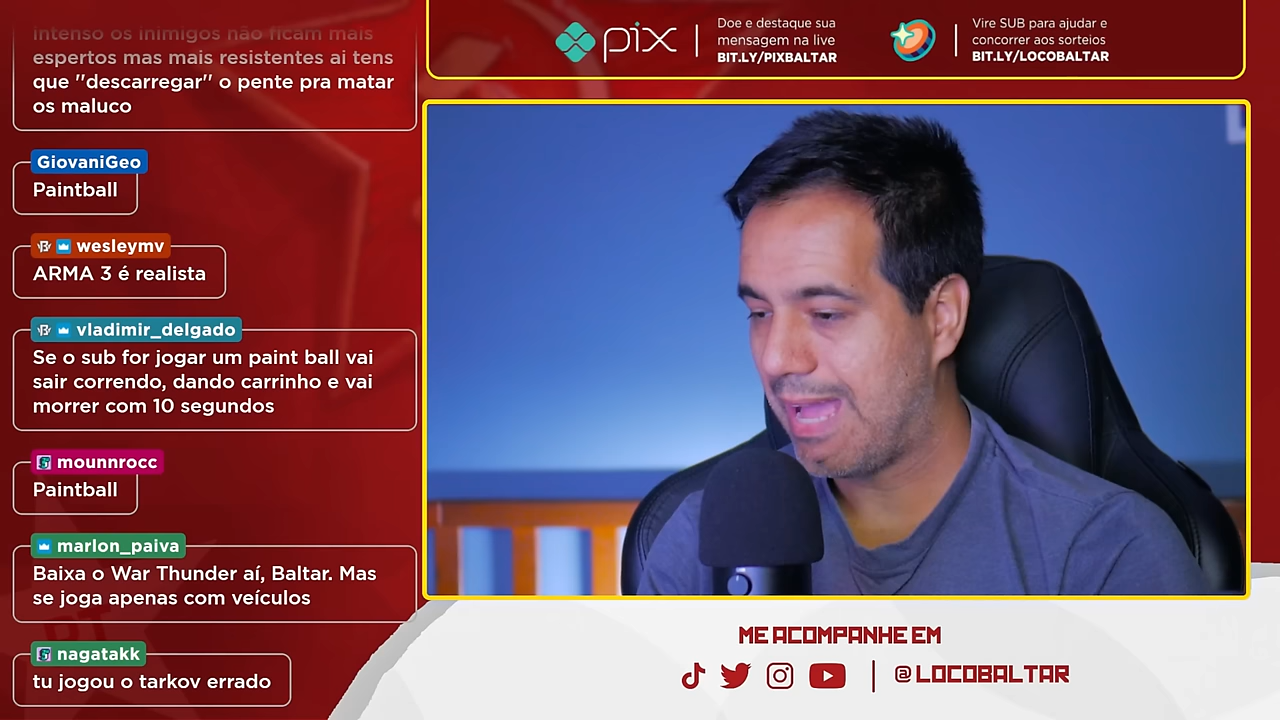 intenso os inimigos não ficam mais
espertos mas mais resistentes ai tens
que "descarregar" o pente pra matar
os maluco
GiovaniGeo
Paintball
wesleymv
ARMA 3 é realista
vladimir_delgado
Se o sub for jogar um paint ball vai
sair correndo, dando carrinho e vai
morrer com 10 segundos
mounnrocc
Paintball
marlon_paiva
Baixa o War Thunder aí, Baltar. Mas
se joga apenas com veículos
nagatakk
tu jogou o tarkov errado
pix
Doe e destaque sua
mensagem na live
BIT.LY/PIXBALTAR
Vire SUB para ajudar e
concorrer aos sorteios
BIT.LY/LOCOBALTAR
ME ACOMPANHE EM
@LOCOBALTAR